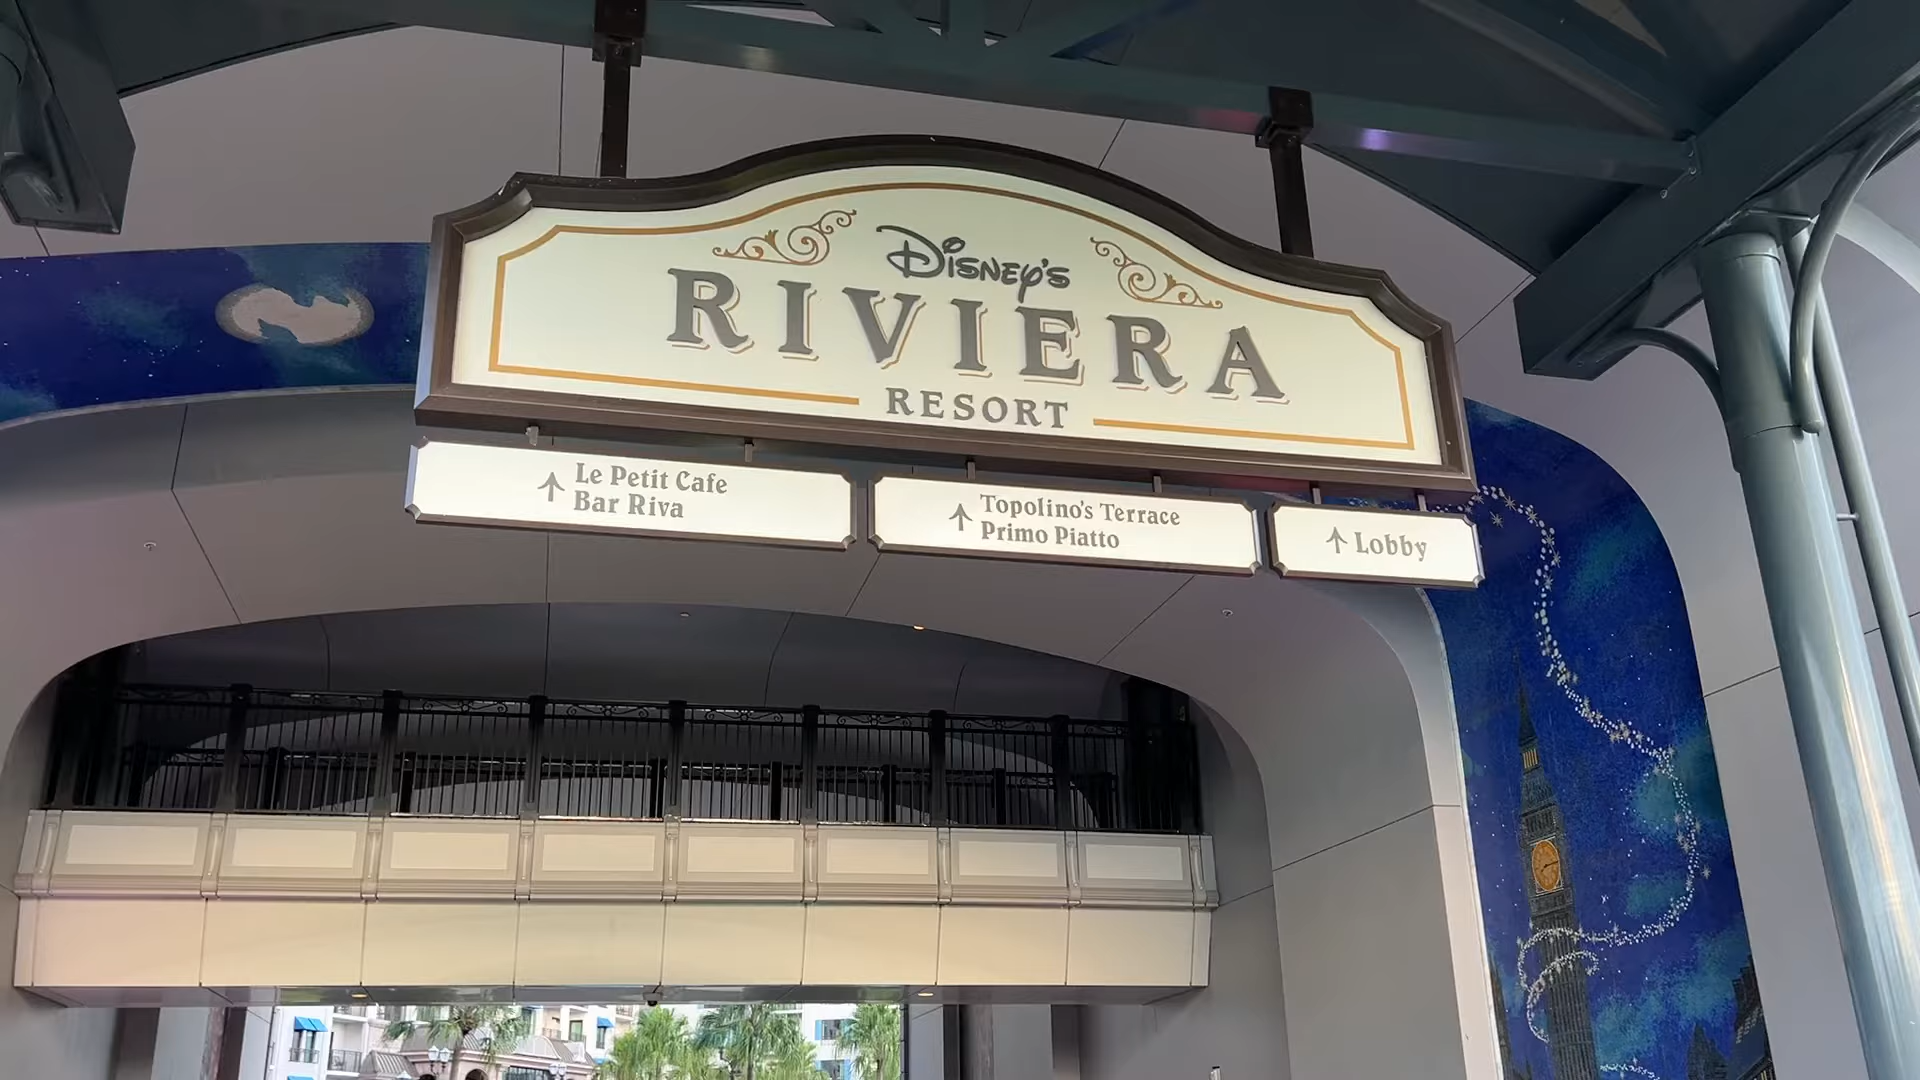 Disney's
RIVIERA
RESORT
Le Petit Cafe
Bar Riva
Topolino's Terrace
Primo Piatto
Lobby